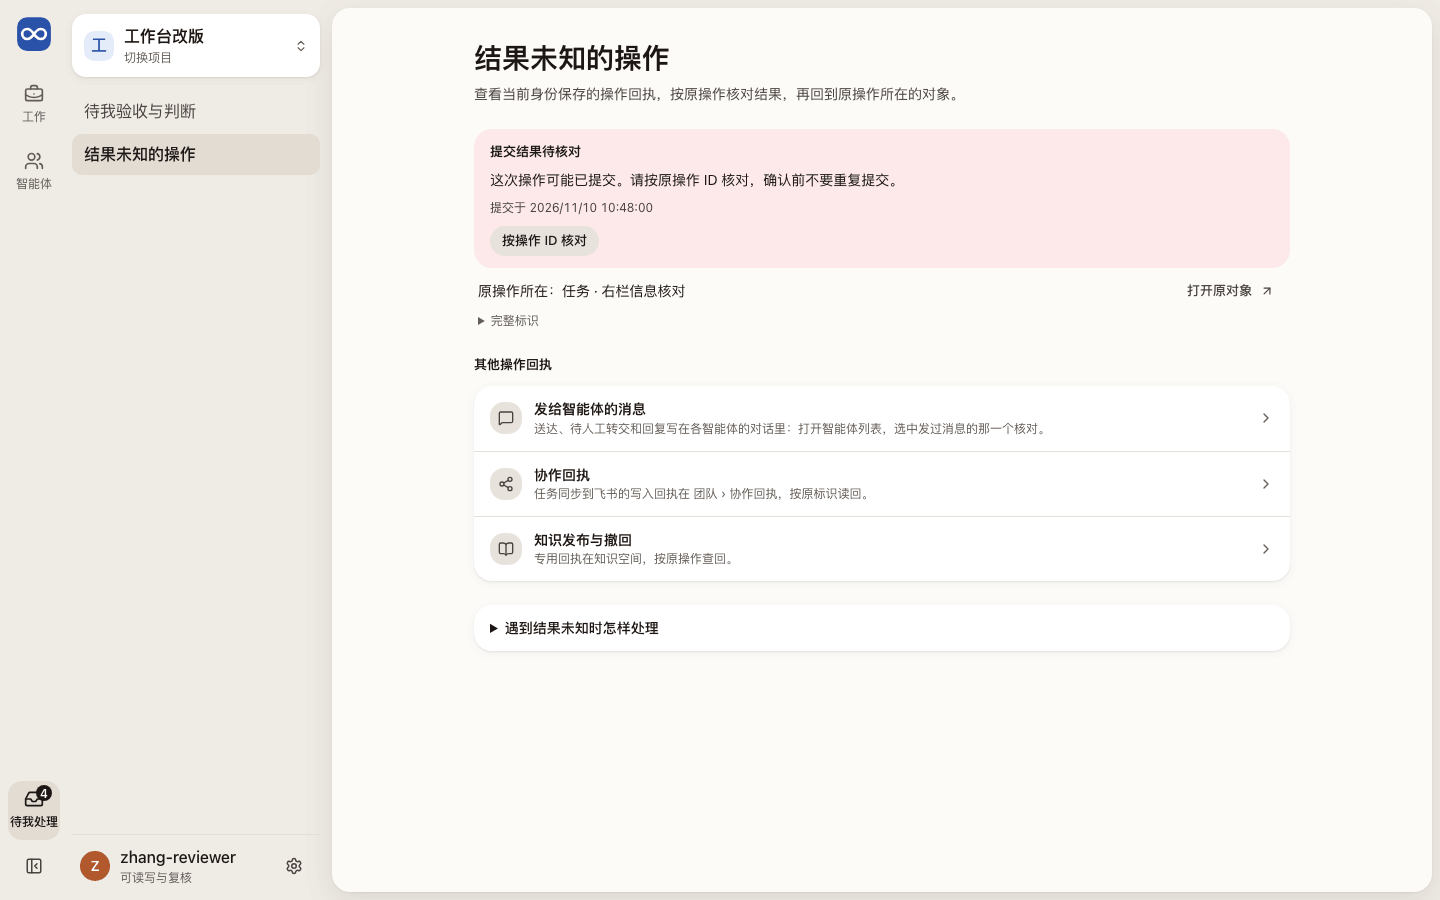 工作
智能体
4
待我处理
工
工作台改版
切换项目
待我验收与判断
结果未知的操作
Z
zhang-reviewer
可读写与复核
结果未知的操作
查看当前身份保存的操作回执，按原操作核对结果，再回到原操作所在的对象。
提交结果待核对
这次操作可能已提交。请按原操作 ID 核对，确认前不要重复提交。
提交于 2026/11/10 10:48:00
按操作 ID 核对
原操作所在：任务 · 右栏信息核对
打开原对象
完整标识
其他操作回执
发给智能体的消息
送达、待人工转交和回复写在各智能体的对话里：打开智能体列表，选中发过消息的那一个核对。
协作回执
任务同步到飞书的写入回执在 团队 › 协作回执，按原标识读回。
知识发布与撤回
专用回执在知识空间，按原操作查回。
遇到结果未知时怎样处理